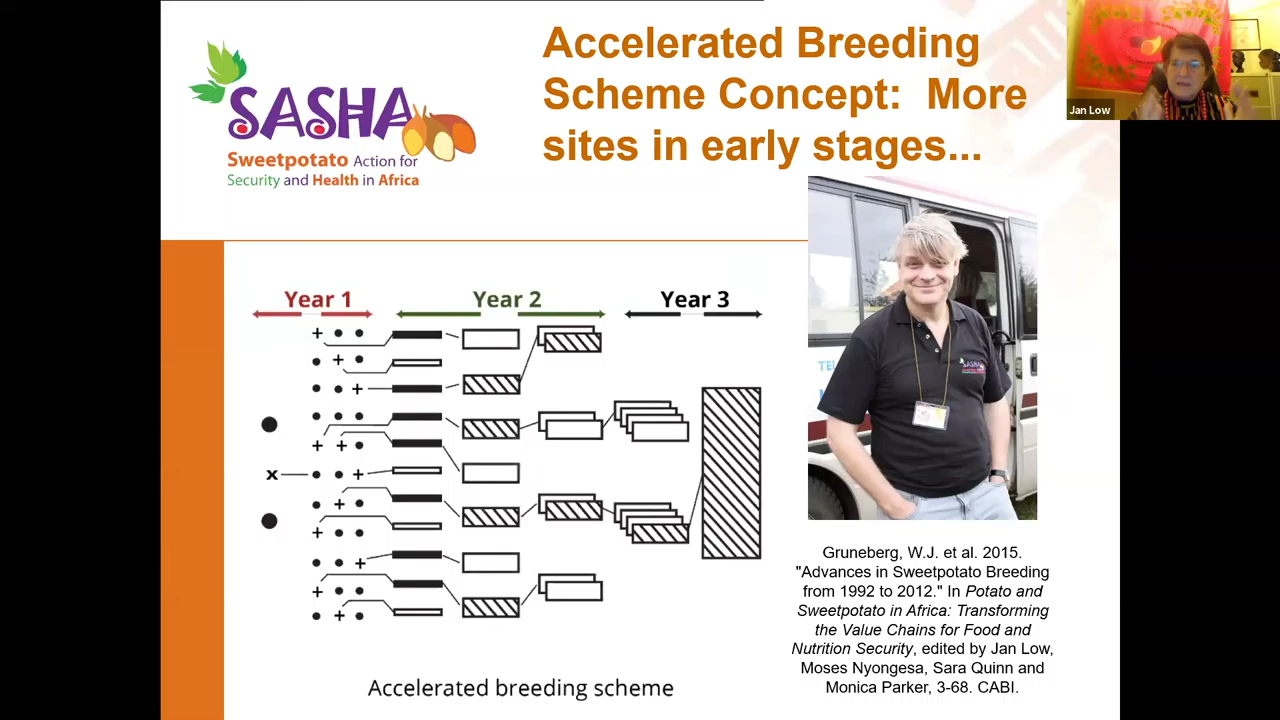 Accelerated Breeding
Scheme Concept:  More
sites in early stages...
Jan Low
SASHA
Sweetpotato Action for
Security and Health in Africa
Year 1
Year 2
Year 3
x
SASHA
Accelerated breeding scheme
Gruneberg, W.J. et al. 2015.
"Advances in Sweetpotato Breeding
from 1992 to 2012." In Potato and
Sweetpotato in Africa: Transforming
the Value Chains for Food and
Nutrition Security, edited by Jan Low,
Moses Nyongesa, Sara Quinn and
Monica Parker, 3-68. CABI.